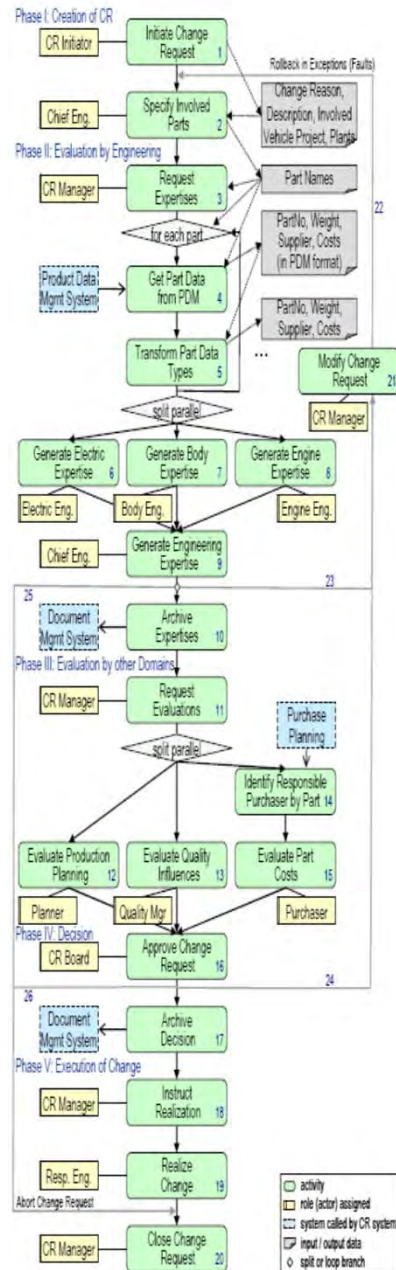 Phase I: Creation of CR
CR Initiator
Initiate Change
Request
1
Rollback in Exceptions (Faults)
Change Reason,
Description, Involved
Vehicle Project, Plants
Chief Eng.
Specify Involved
Parts
2
Phase II: Evaluation by Engineering
CR Manager
Request
Expertises
3
Part Names
22
for each part
PartNo, Weight,
Supplier, Costs
(in PDM format)
Product Data
Mgmt System
Get Part Data
from PDM
4
PartNo, Weight,
Supplier, Costs
Transform Part Data
Types
5
...
Modify Change
Request
21
CR Manager
split parallel
Generate Electric
Expertise
6
Generate Body
Expertise
7
Generate Engine
Expertise
8
Electric Eng.
Body Eng.
Engine Eng.
Chief Eng.
Generate Engineering
Expertise
9
23
25
Document
Mgmt System
Archive
Expertises
10
Phase III: Evaluation by other Domains
CR Manager
Request
Evaluations
11
Purchase
Planning
split parallel
Identify Responsible
Purchaser by Part
14
Evaluate Production
Planning
12
Evaluate Quality
Influences
13
Evaluate Part
Costs
15
Planner
Quality Mgr
Purchaser
Phase IV: Decision
CR Board
Approve Change
Request
16
24
26
Document
Mgmt System
Archive
Decision
17
Phase V: Execution of Change
CR Manager
Instruct
Realization
18
Resp. Eng.
Realize
Change
19
Abort Change Request
CR Manager
Close Change
Request
20
activity
role (actor) assigned
system called by CR system
input / output data
split or loop branch